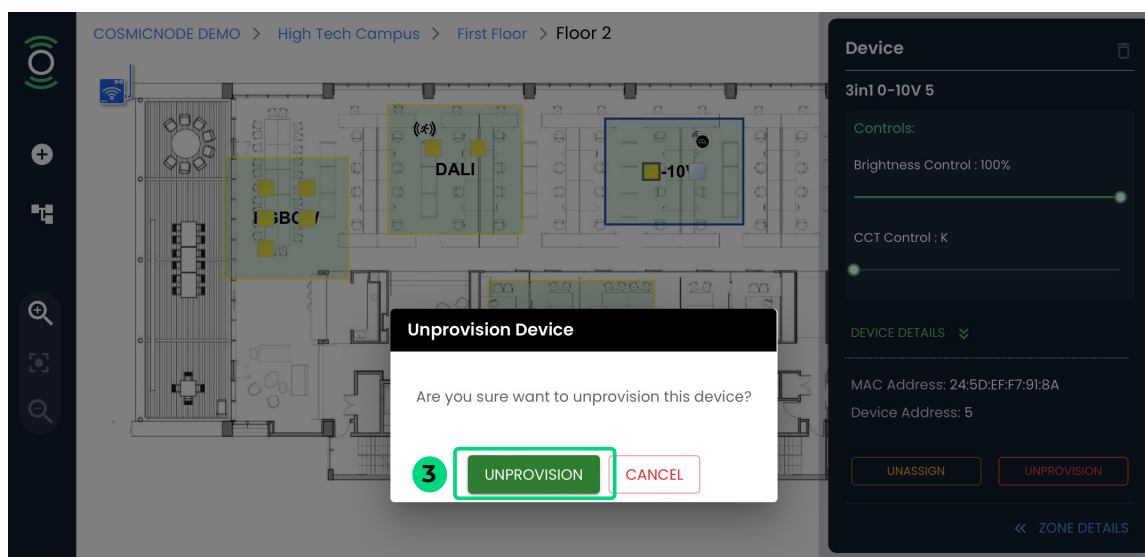 COSMICNODE DEMO > High Tech Campus > First Floor > Floor 2
DALI
-10V
RGBCW
Unprovision Device
Are you sure want to unprovision this device?
3
UNPROVISION
CANCEL
Device
3in1 0-10V 5
Controls:
Brightness Control : 100%
CCT Control : K
DEVICE DETAILS
MAC Address: 24:5D:EF:F7:91:8A
Device Address: 5
UNASSIGN
UNPROVISION
ZONE DETAILS